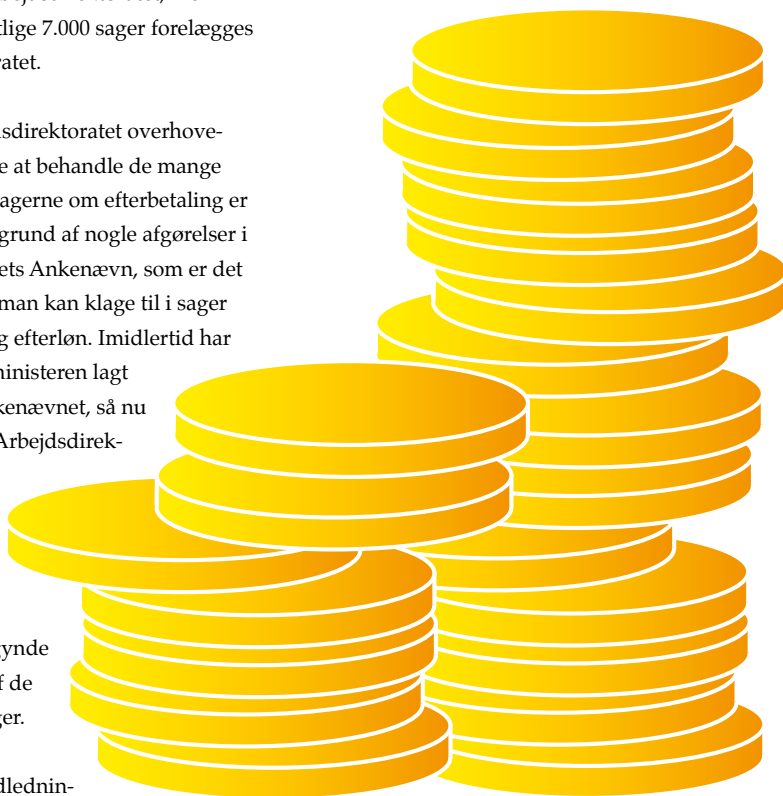 tlige 7.000 sager forelægges
ratet.
sdirektoratet overhove-
e at behandle de mange
agerne om efterbetaling er
grund af nogle afgørelser i
ets Ankenævn, som er det
man kan klage til i sager
g efterløn. Imidlertid har
ministeren lagt
kenævnet, så nu
Arbejdsdirek-
ynde
f de
ger.
dlednin-